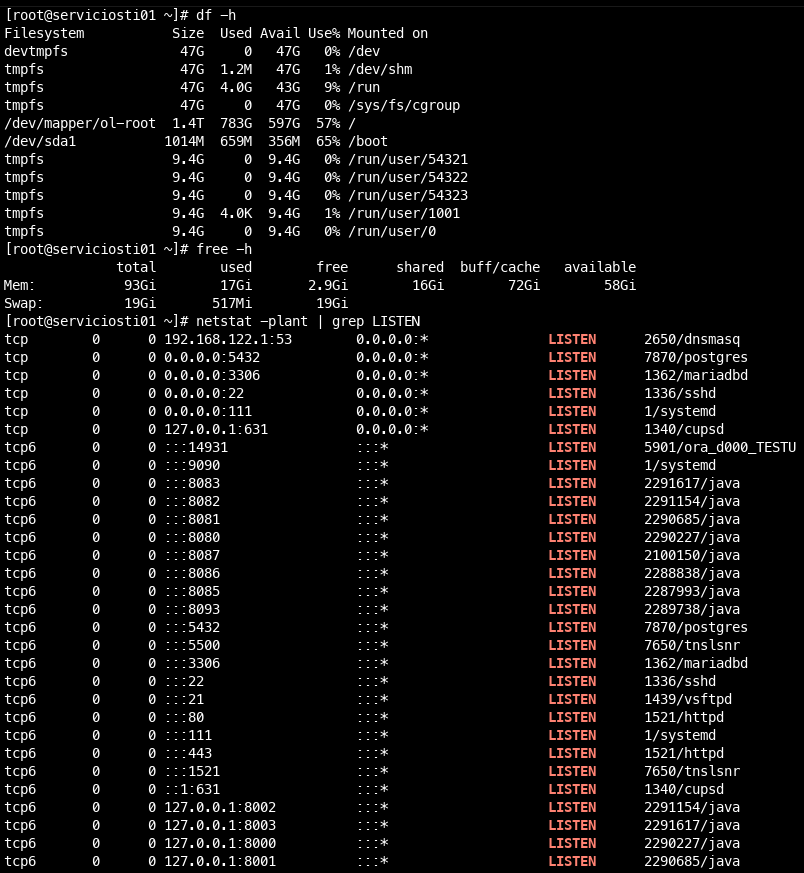 [root@serviciosti01 ~]# df -h
Filesystem           Size  Used Avail Use% Mounted on
devtmpfs              47G     0   47G   0% /dev
tmpfs                 47G  1.2M   47G   1% /dev/shm
tmpfs                 47G  4.0G   43G   9% /run
tmpfs                 47G     0   47G   0% /sys/fs/cgroup
/dev/mapper/ol-root  1.4T  783G  597G  57% /
/dev/sda1           1014M  659M  356M  65% /boot
tmpfs                9.4G     0  9.4G   0% /run/user/54321
tmpfs                9.4G     0  9.4G   0% /run/user/54322
tmpfs                9.4G     0  9.4G   0% /run/user/54323
tmpfs                9.4G  4.0K  9.4G   1% /run/user/1001
tmpfs                9.4G     0  9.4G   0% /run/user/0
[root@serviciosti01 ~]# free -h
              total        used        free      shared  buff/cache   available
Mem:           93Gi        17Gi       2.9Gi        16Gi        72Gi        58Gi
Swap:          19Gi       517Mi        19Gi
[root@serviciosti01 ~]# netstat -plant | grep LISTEN
tcp        0      0 192.168.122.1:53        0.0.0.0:*               LISTEN      2650/dnsmasq
tcp        0      0 0.0.0.0:5432            0.0.0.0:*               LISTEN      7870/postgres
tcp        0      0 0.0.0.0:3306            0.0.0.0:*               LISTEN      1362/mariadbd
tcp        0      0 0.0.0.0:22              0.0.0.0:*               LISTEN      1336/sshd
tcp        0      0 0.0.0.0:111             0.0.0.0:*               LISTEN      1/systemd
tcp        0      0 127.0.0.1:631           0.0.0.0:*               LISTEN      1340/cupsd
tcp6       0      0 :::14931                :::*                    LISTEN      5901/ora_d000_TESTU
tcp6       0      0 :::9090                 :::*                    LISTEN      1/systemd
tcp6       0      0 :::8083                 :::*                    LISTEN      2291617/java
tcp6       0      0 :::8082                 :::*                    LISTEN      2291154/java
tcp6       0      0 :::8081                 :::*                    LISTEN      2290685/java
tcp6       0      0 :::8080                 :::*                    LISTEN      2290227/java
tcp6       0      0 :::8087                 :::*                    LISTEN      2100150/java
tcp6       0      0 :::8086                 :::*                    LISTEN      2288838/java
tcp6       0      0 :::8085                 :::*                    LISTEN      2287993/java
tcp6       0      0 :::8093                 :::*                    LISTEN      2289738/java
tcp6       0      0 :::5432                 :::*                    LISTEN      7870/postgres
tcp6       0      0 :::5500                 :::*                    LISTEN      7650/tnslsnr
tcp6       0      0 :::3306                 :::*                    LISTEN      1362/mariadbd
tcp6       0      0 :::22                   :::*                    LISTEN      1336/sshd
tcp6       0      0 :::21                   :::*                    LISTEN      1439/vsftpd
tcp6       0      0 :::80                   :::*                    LISTEN      1521/httpd
tcp6       0      0 :::111                  :::*                    LISTEN      1/systemd
tcp6       0      0 :::443                  :::*                    LISTEN      1521/httpd
tcp6       0      0 :::1521                 :::*                    LISTEN      7650/tnslsnr
tcp6       0      0 ::1:631                 :::*                    LISTEN      1340/cupsd
tcp6       0      0 127.0.0.1:8002          :::*                    LISTEN      2291154/java
tcp6       0      0 127.0.0.1:8003          :::*                    LISTEN      2291617/java
tcp6       0      0 127.0.0.1:8000          :::*                    LISTEN      2290227/java
tcp6       0      0 127.0.0.1:8001          :::*                    LISTEN      2290685/java